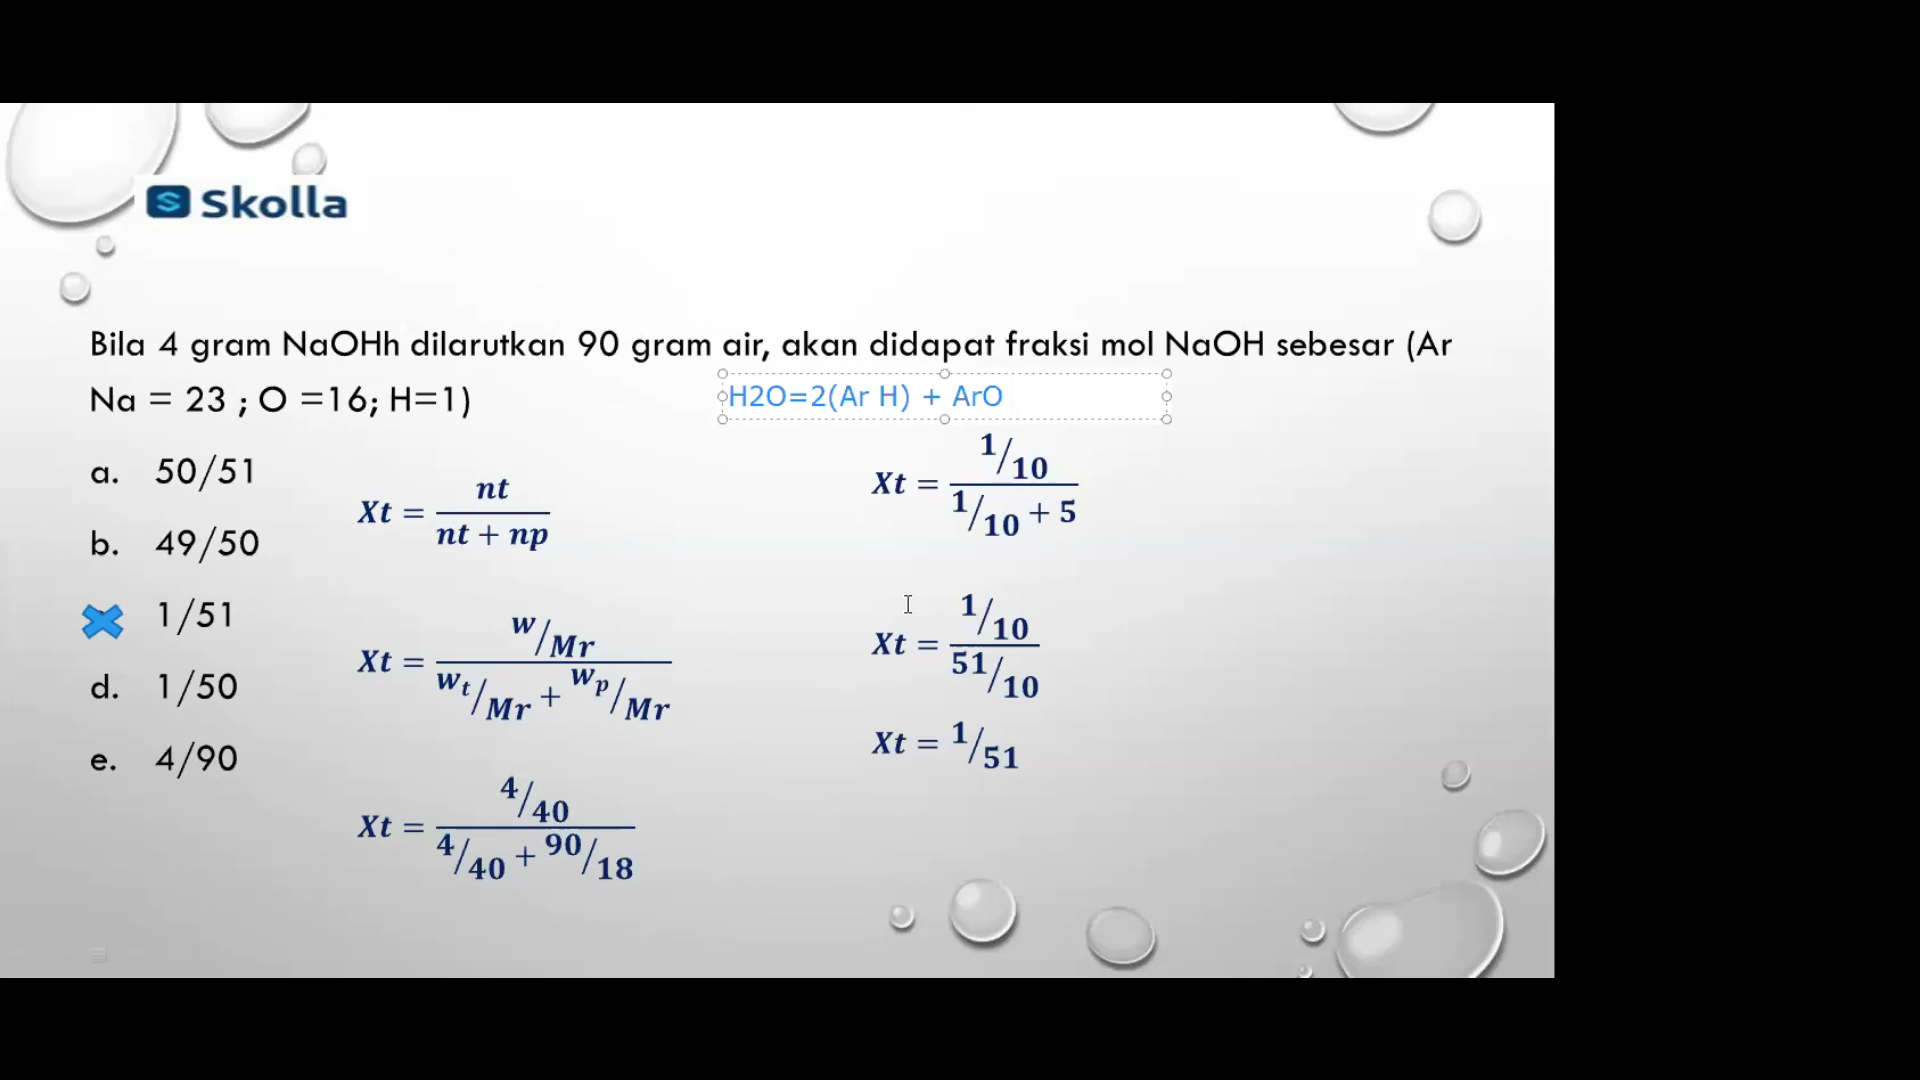 Skolla
Bila 4 gram NaOHh dilarutkan 90 gram air, akan didapat fraksi mol NaOH sebesar (Ar
Na = 23 ; O =16; H=1)
H2O=2(Ar H) + ArO
a. 50/51
b. 49/50
1/51
d. 1/50
e. 4/90
Xt = nt / (nt + np)
Xt = (w/Mr) / (w_t/Mr + w_p/Mr)
Xt = (4/40) / (4/40 + 90/18)
Xt = (1/10) / (1/10 + 5)
Xt = (1/10) / (51/10)
Xt = 1/51